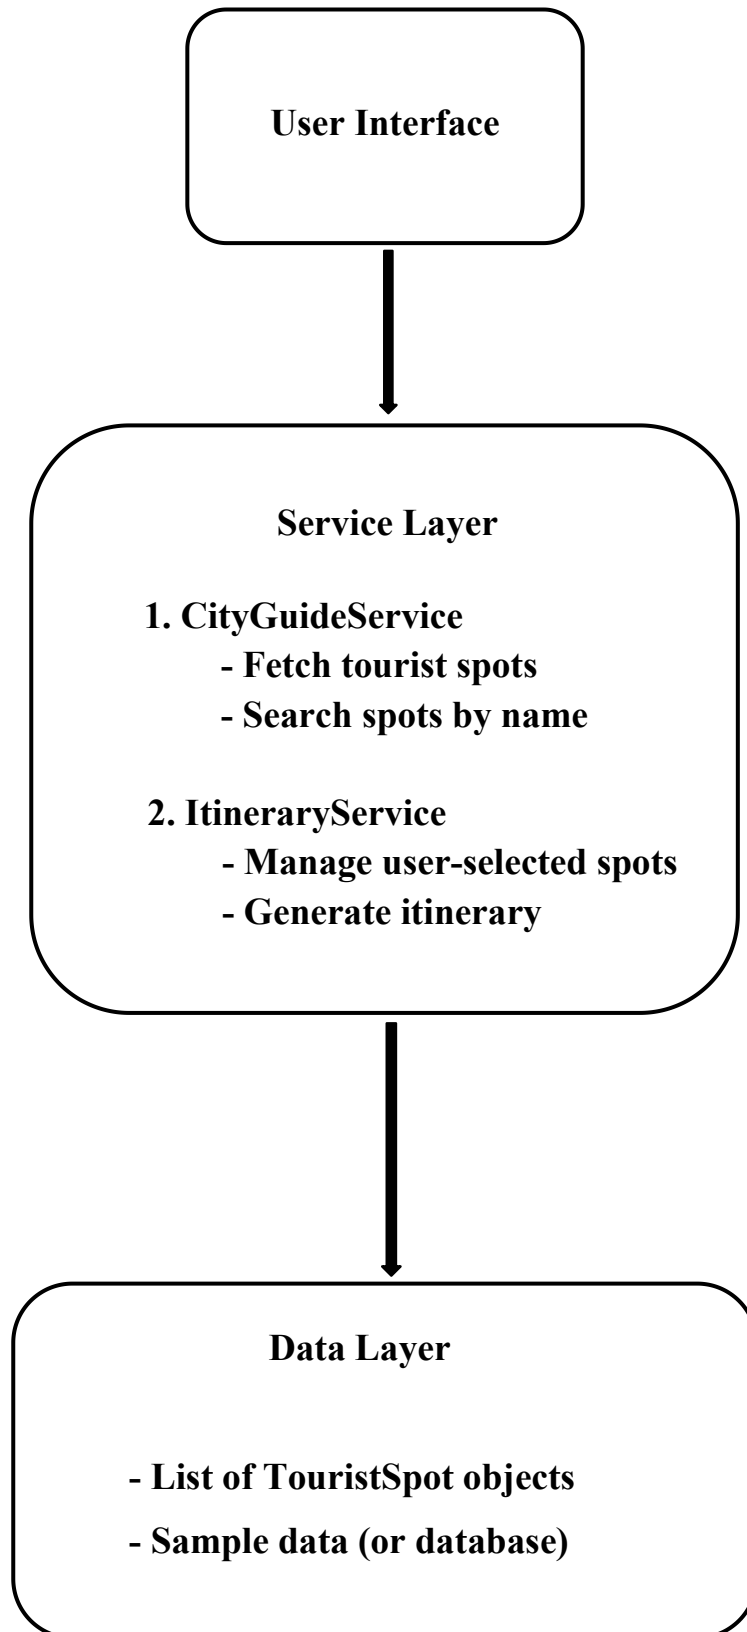 User Interface
Service Layer
1. CityGuideService
- Fetch tourist spots
- Search spots by name
2. ItineraryService
- Manage user-selected spots
- Generate itinerary
Data Layer
- List of TouristSpot objects
- Sample data (or database)